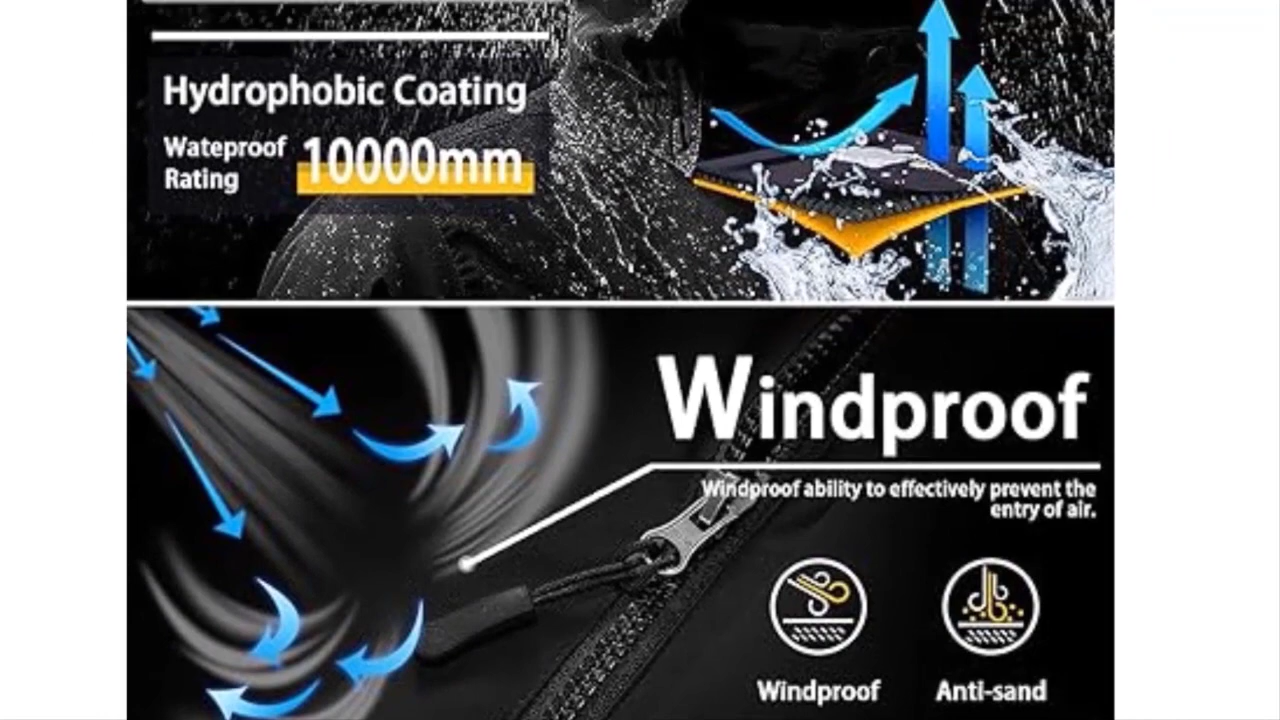 Hydrophobic Coating
Wateproof
Rating
10000mm
Windproof
Windproof ability to effectively prevent the
entry of air.
Windproof
Anti-sand